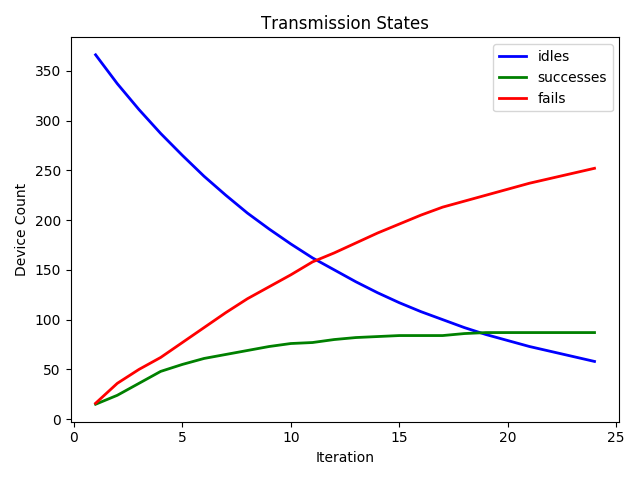 Transmission States
idles
successes
fails
Device Count
350
300
250
200
150
100
50
0
0 5 10 15 20 25
Iteration